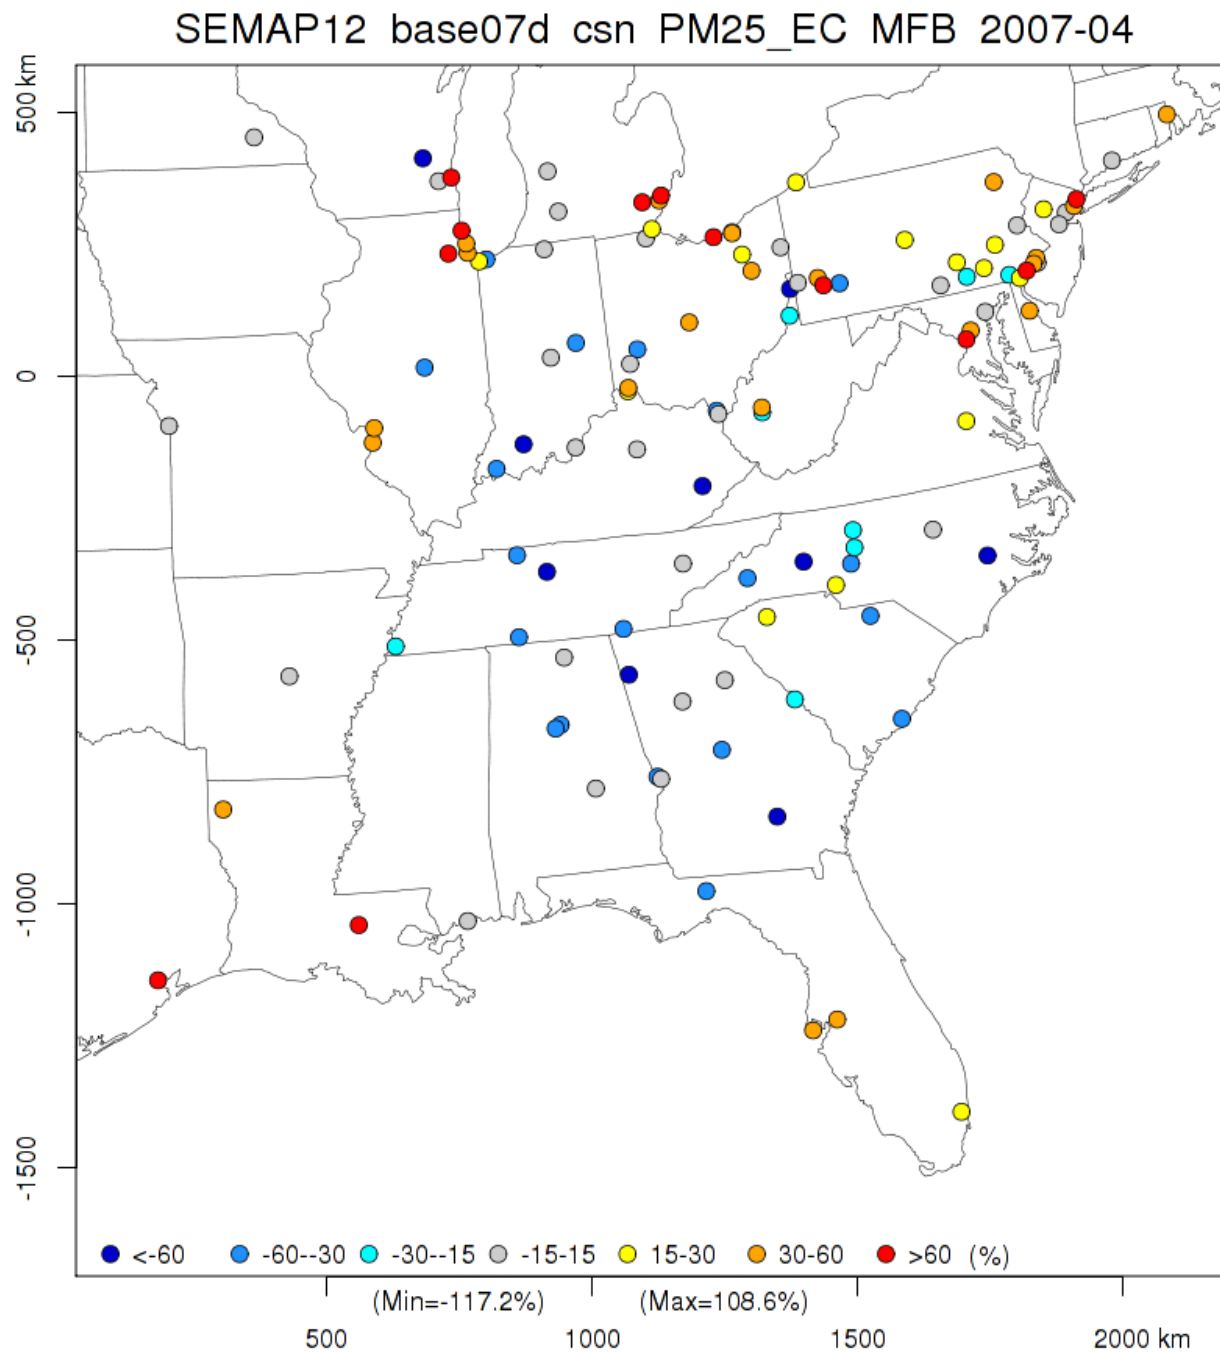 SEMAP12 base07d csn PM25_EC MFB 2007-04
500 km
0
-500
-1000
-1500
<-60 -60--30 -30--15 -15-15 15-30 30-60 >60 (%)
(Min=-117.2%) (Max=108.6%)
500 1000 1500 2000 km